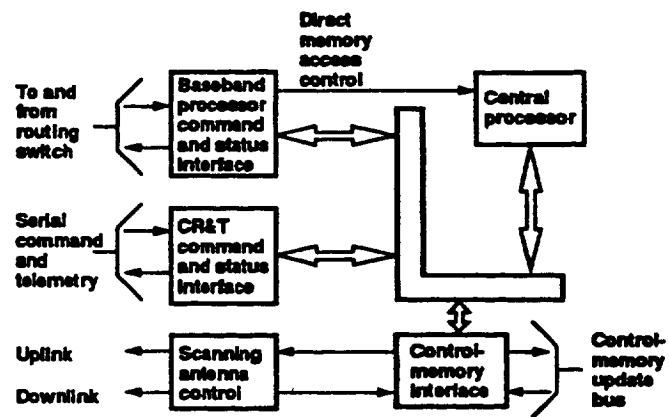 Direct
memory
access
control
To and
from
routing
switch
Baseband
processor
command
and status
interface
Central
processor
Serial
command
and
telemetry
CR&T
command
and status
interface
Uplink
Downlink
Scanning
antenna
control
Control-
memory
interface
Control-
memory
update
bus